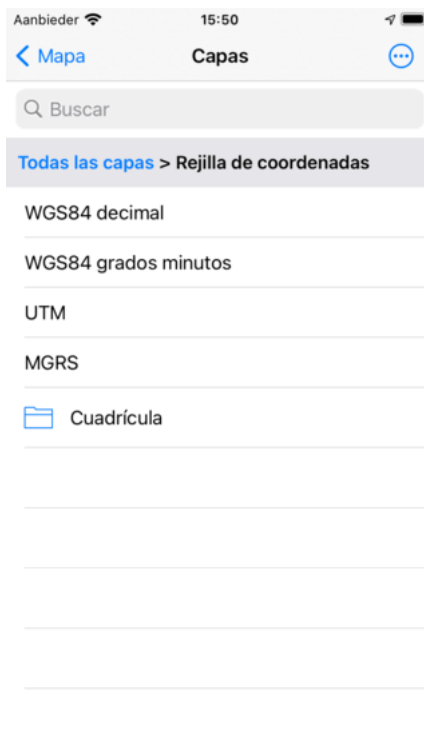 Aanbieder 15:50
Mapa Capas
Buscar
Todas las capas > Rejilla de coordenadas
WGS84 decimal
WGS84 grados minutos
UTM
MGRS
Cuadrícula